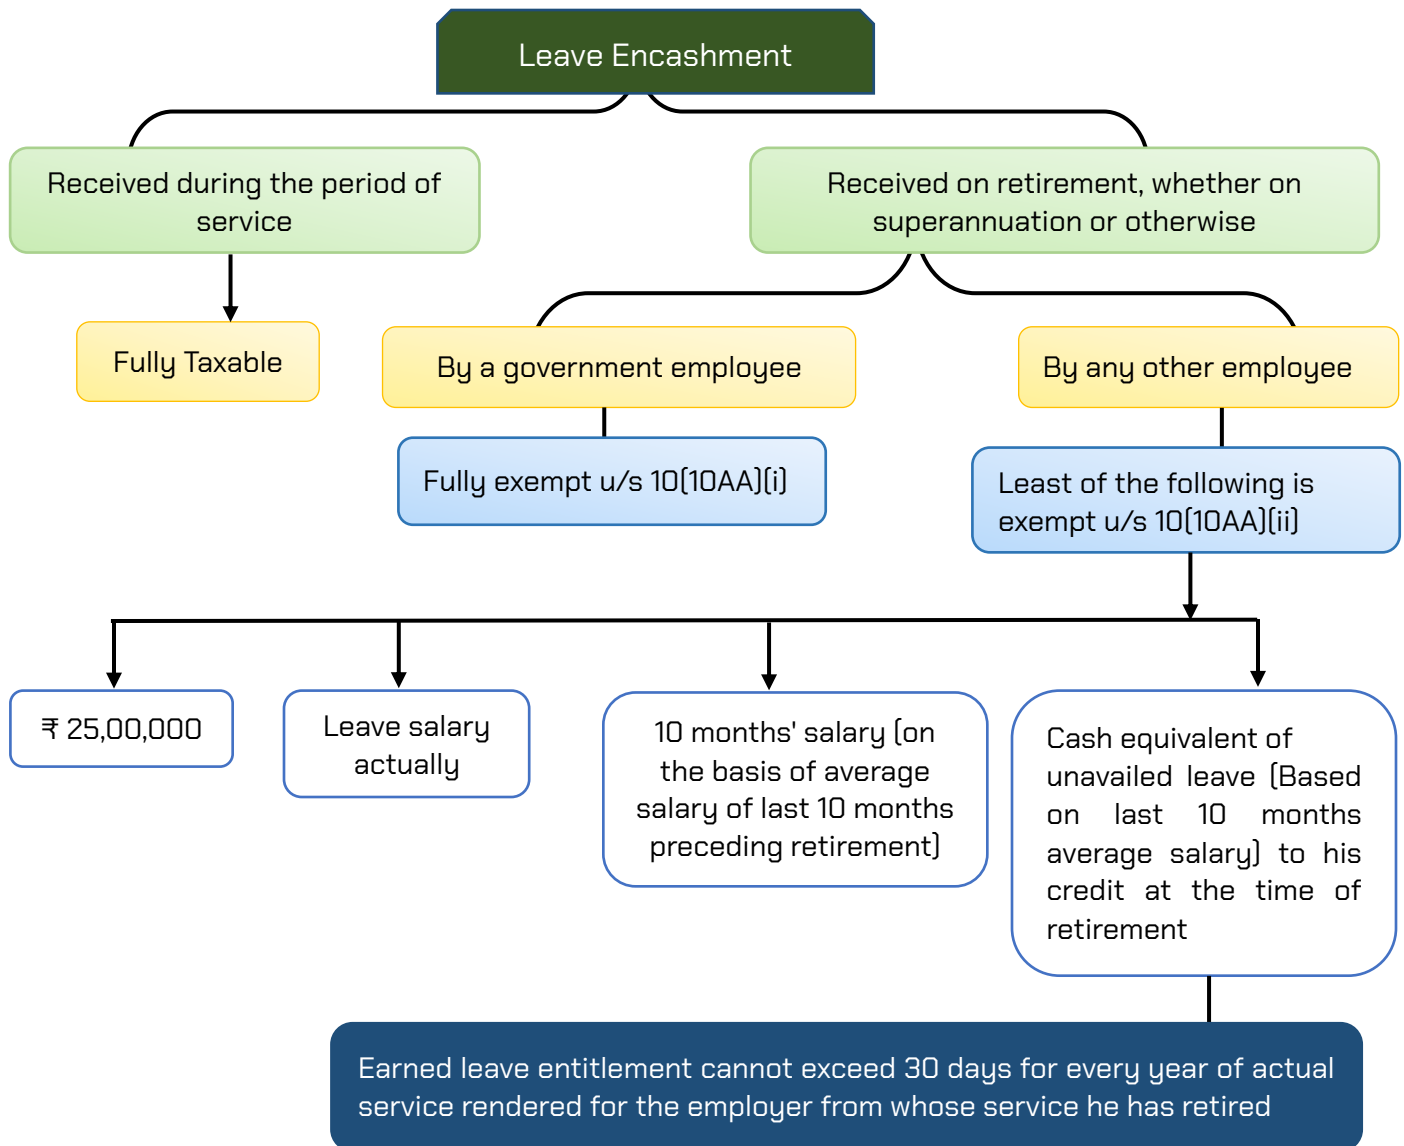 Leave Encashment
Received during the period of
service
Received on retirement, whether on
superannuation or otherwise
Fully Taxable
By a government employee
By any other employee
Fully exempt u/s 10(10AA)(i)
Least of the following is
exempt u/s 10(10AA)(ii)
₹ 25,00,000
Leave salary
actually
10 months' salary (on
the basis of average
salary of last 10 months
preceding retirement)
Cash equivalent of
unavailed leave (Based
on last 10 months
average salary) to his
credit at the time of
retirement
Earned leave entitlement cannot exceed 30 days for every year of actual
service rendered for the employer from whose service he has retired